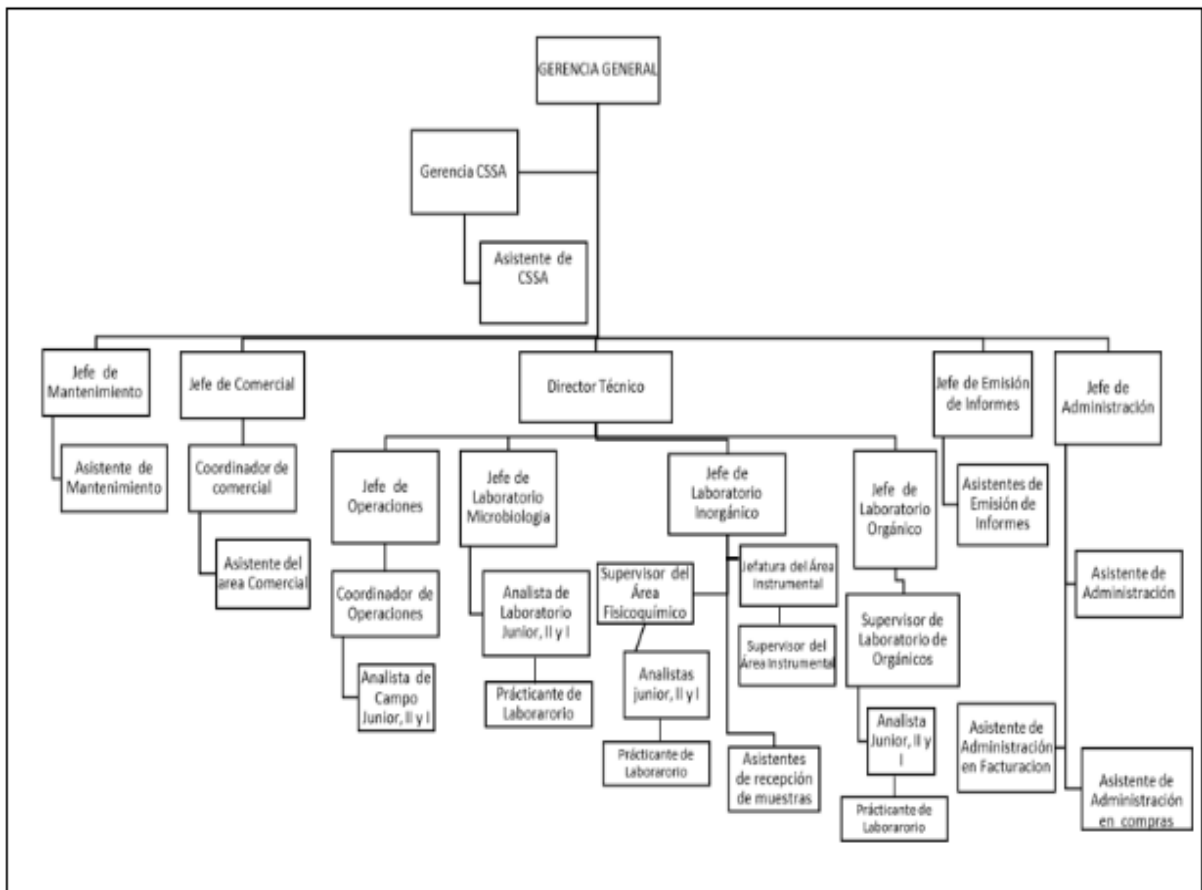 GERENCIA GENERAL
Gerencia CSSA
Asistente de
CSSA
Jefe de
Mantenimiento
Jefe de Comercial
Director Técnico
Jefe de Emisión
de Informes
Jefe de
Administración
Asistente de
Mantenimiento
Coordinador de
comercial
Asistente del
area Comercial
Jefe de
Operaciones
Coordinador de
Operaciones
Analista de
Campo
Junior, II y I
Jefe de
Laboratorio
Microbiologia
Analista de
Laboratorio
Junior, II y I
Prácticante de
Laborarorio
Jefe de
Laboratorio
Inorgánico
Supervisor del
Área
Fisicoquímico
Analistas
junior, II y I
Prácticante de
Laborarorio
Jefatura del Área
Instrumental
Supervisor del
Área Instrumental
Asistentes
de recepción
de muestras
Jefe de
Laboratorio
Orgánico
Supervisor de
Laboratorio de
Orgánicos
Analista
Junior, II y
I
Prácticante de
Laborarorio
Asistentes de
Emisión de
Informes
Asistente de
Administración
Asistente de
Administración
en Facturacion
Asistente de
Administración
en compras